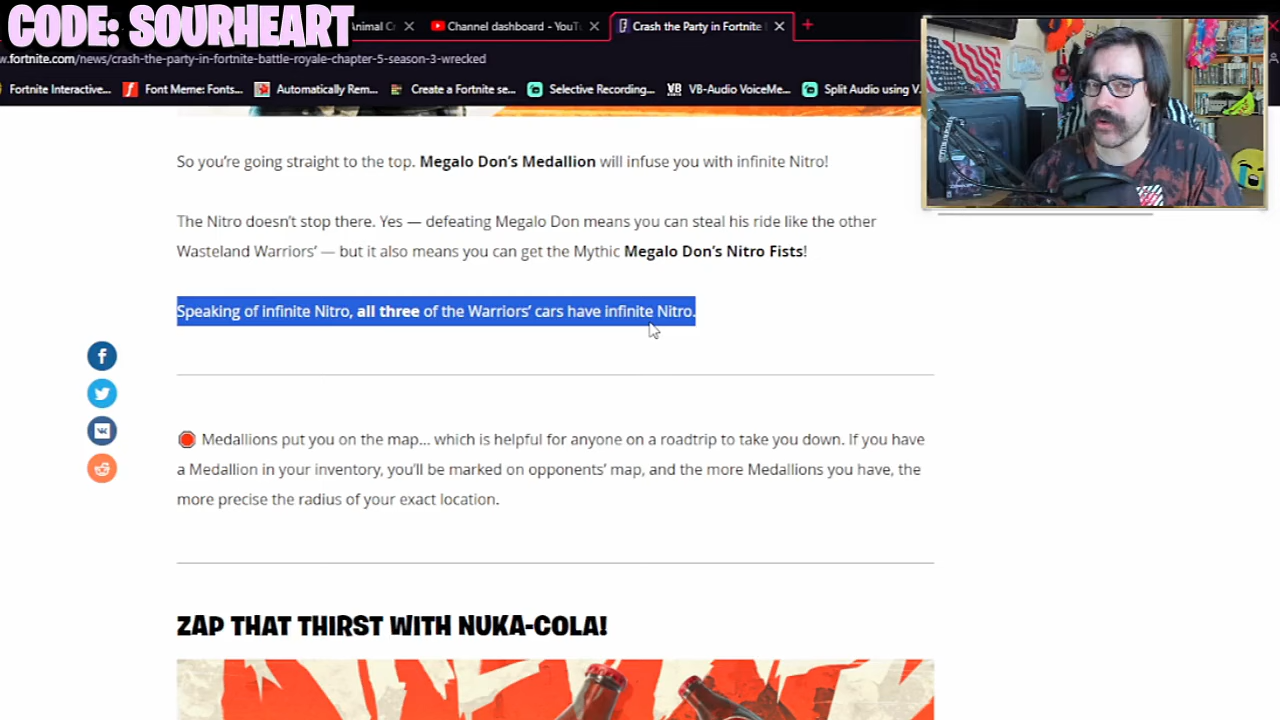 CODE: SOURHEART
Animal C
Channel dashboard - YouTu
Crash the Party in Fortnite
w.fortnite.com/news/crash-the-party-in-fortnite-battle-royale-chapter-5-season-3-wrecked
Fortnite Interactive...
Font Meme: Fonts...
Automatically Rem...
Create a Fortnite se...
Selective Recording...
VB VB-Audio VoiceMe...
Split Audio using V
So you're going straight to the top. Megalo Don's Medallion will infuse you with infinite Nitro!
The Nitro doesn't stop there. Yes — defeating Megalo Don means you can steal his ride like the other
Wasteland Warriors' — but it also means you can get the Mythic Megalo Don's Nitro Fists!
Speaking of infinite Nitro, all three of the Warriors' cars have infinite Nitro.
Medallions put you on the map... which is helpful for anyone on a roadtrip to take you down. If you have
a Medallion in your inventory, you'll be marked on opponents' map, and the more Medallions you have, the
more precise the radius of your exact location.
ZAP THAT THIRST WITH NUKA-COLA!